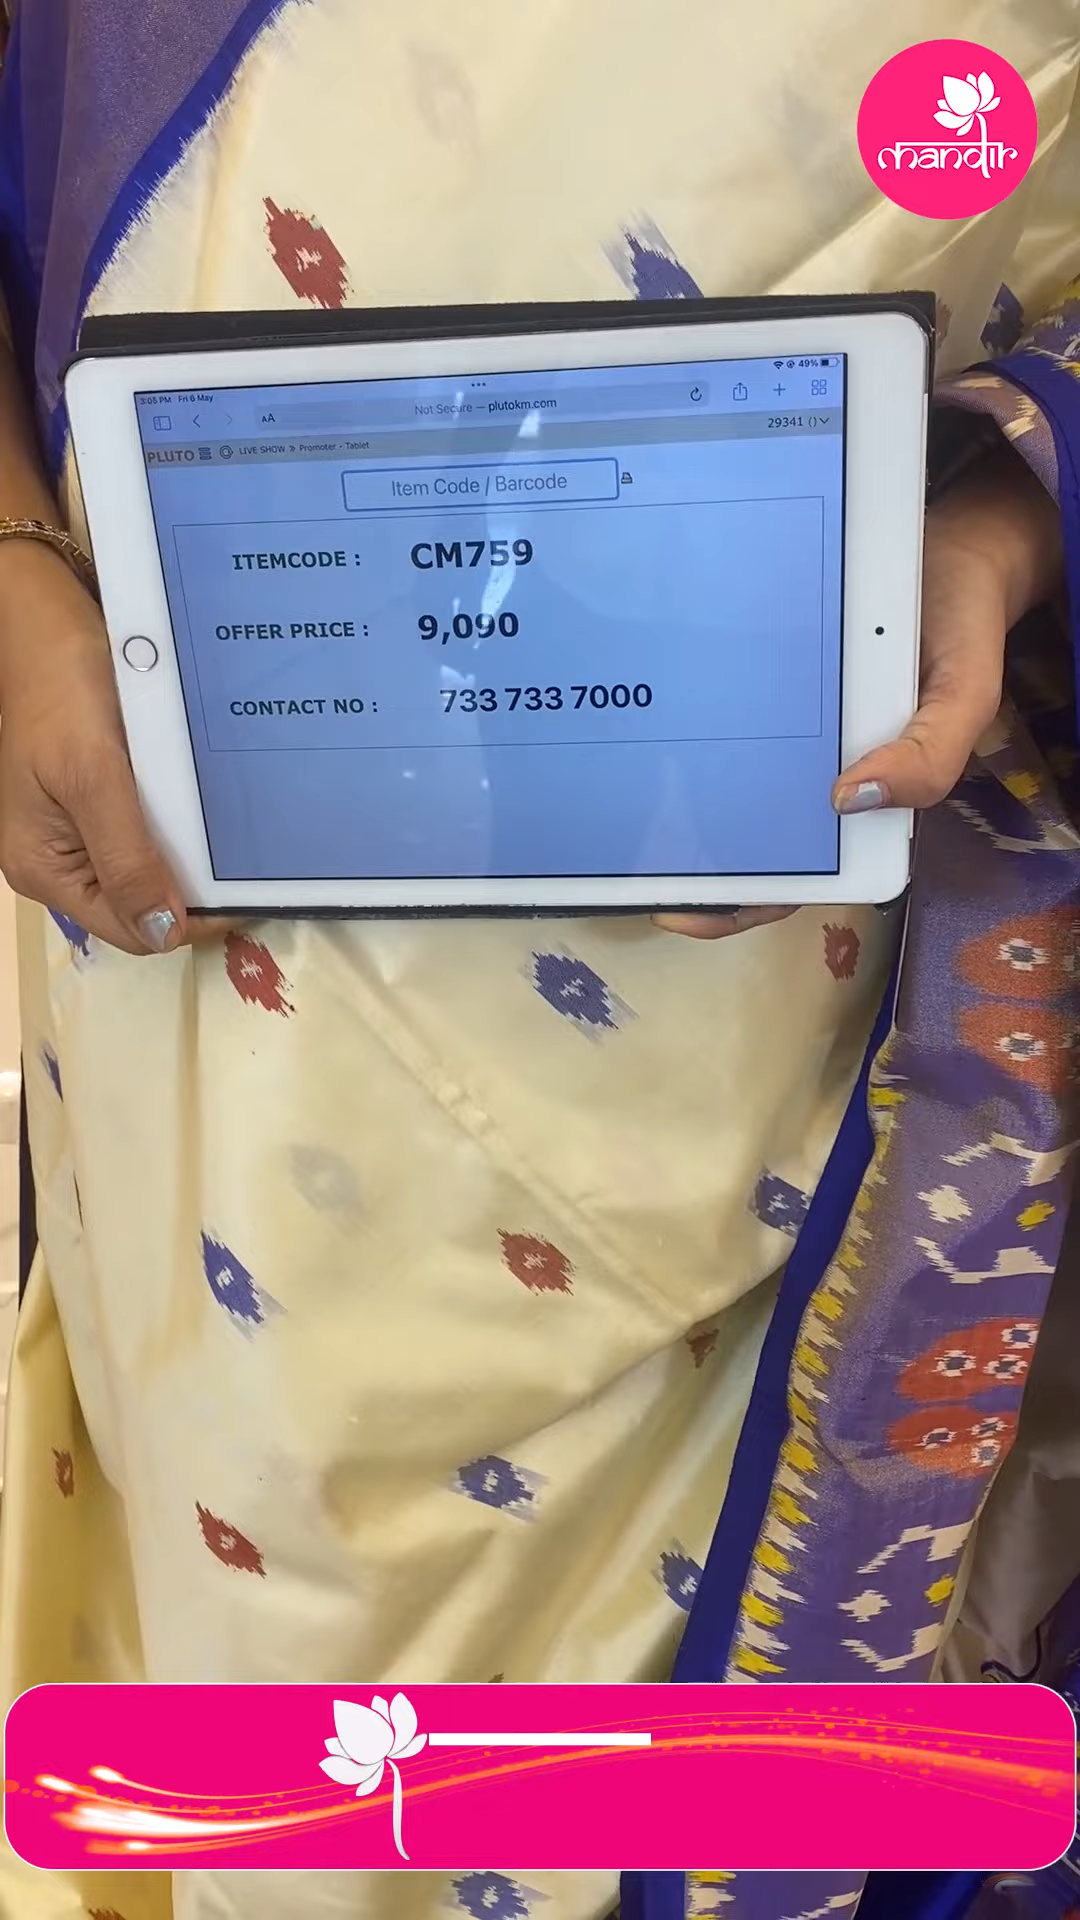 mandir
3:05 PM Fri 6 May
49%
AA
Not Secure — plutokm.com
29341 ()
PLUTO
LIVE SHOW » Promoter - Tablet
Item Code / Barcode
ITEMCODE : CM759
OFFER PRICE : 9,090
CONTACT NO : 733 733 7000